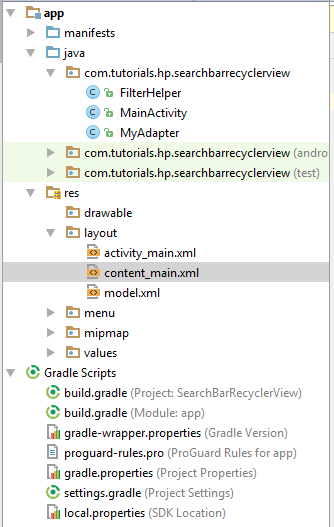 app
manifests
java
com.tutorials.hp.searchbarrecyclerview
FilterHelper
MainActivity
MyAdapter
com.tutorials.hp.searchbarrecyclerview (andro
com.tutorials.hp.searchbarrecyclerview (test)
res
drawable
layout
activity_main.xml
content_main.xml
model.xml
menu
mipmap
values
Gradle Scripts
build.gradle (Project: SearchBarRecyclerView)
build.gradle (Module: app)
gradle-wrapper.properties (Gradle Version)
proguard-rules.pro (ProGuard Rules for app)
gradle.properties (Project Properties)
settings.gradle (Project Settings)
local.properties (SDK Location)